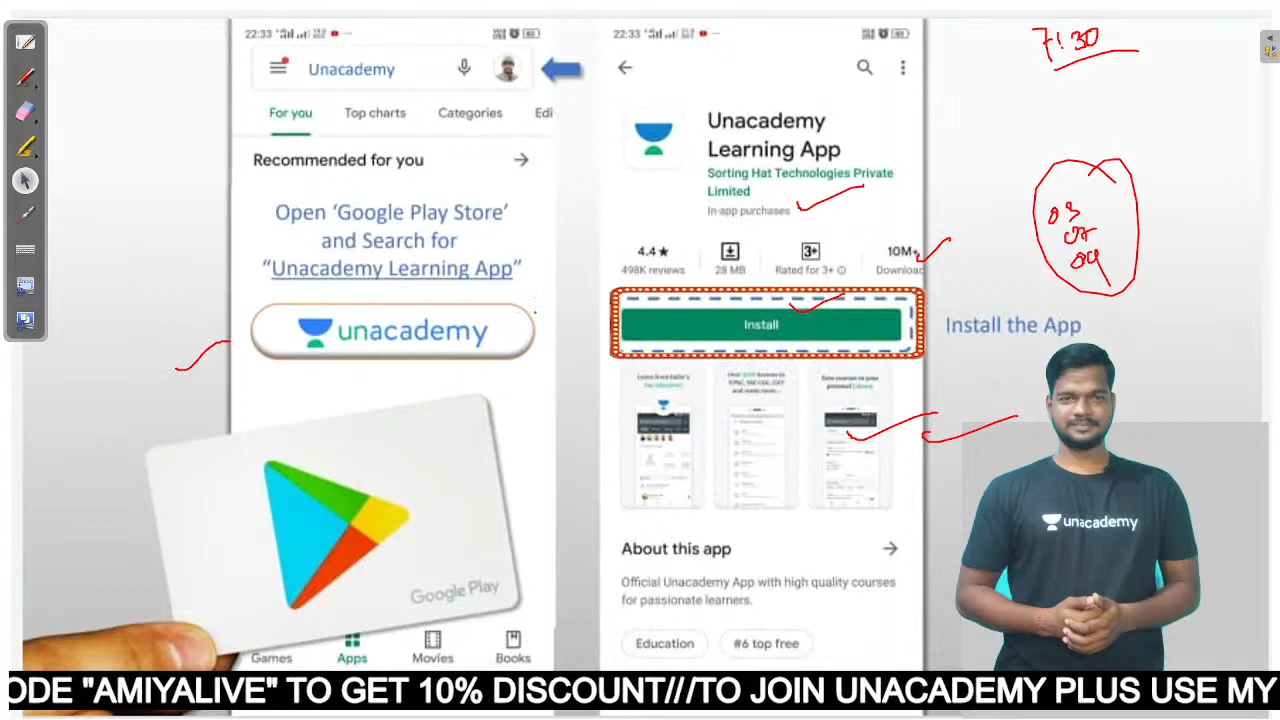 22:33
Unacademy
For you Top charts Categories Edi
Recommended for you
Open ‘Google Play Store’
and Search for
“Unacademy Learning App”
unacademy
Google Play
Games Apps Movies Books
22:33
Unacademy
Learning App
Sorting Hat Technologies Private
Limited
In-app purchases
4.4★ 3+ 10M+
498K reviews 28 MB Rated for 3+ Download
Install
About this app
Official Unacademy App with high quality courses
for passionate learners.
Education #6 top free
7:30
Install the App
unacademy
ODE "AMIYALIVE" TO GET 10% DISCOUNT///TO JOIN UNACADEMY PLUS USE MY